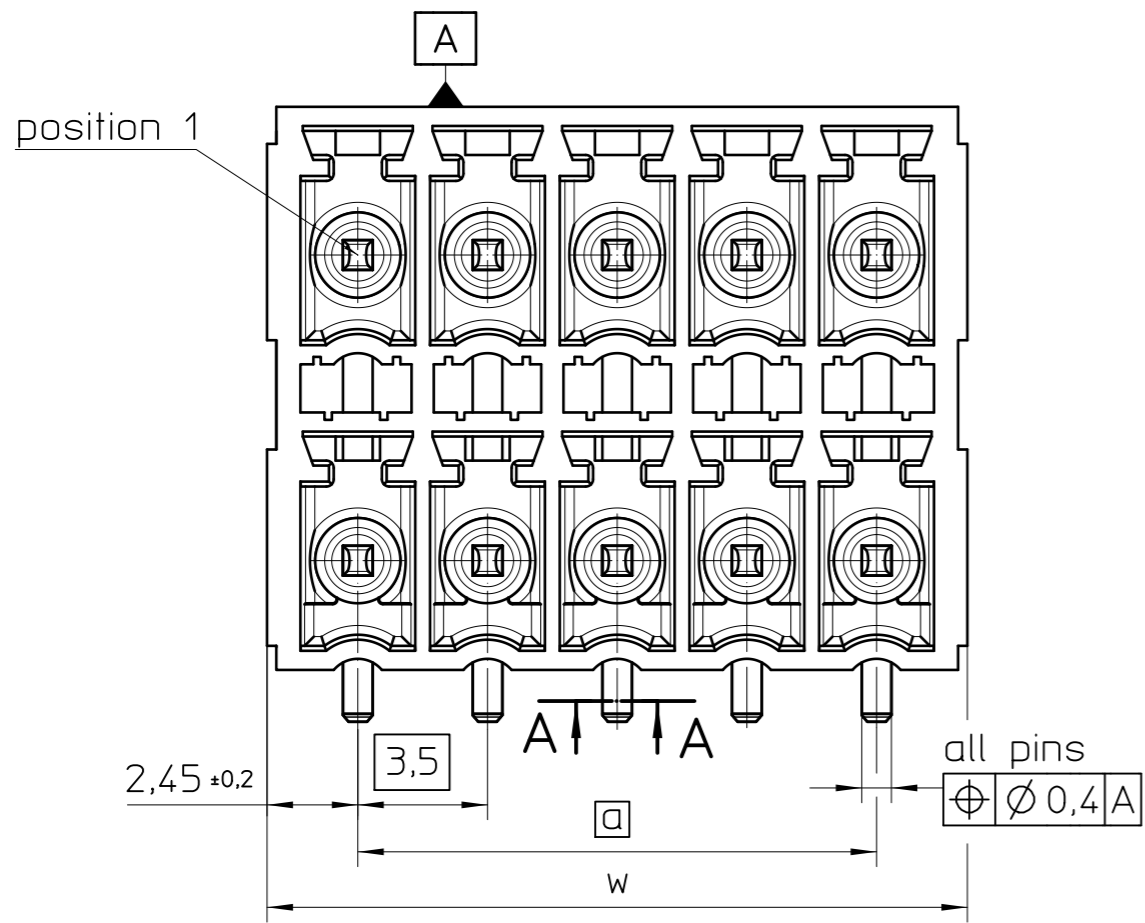 A
position 1
A A
2,45 ±0,2
3,5
all pins
⌖ Ø 0,4 A
a
w